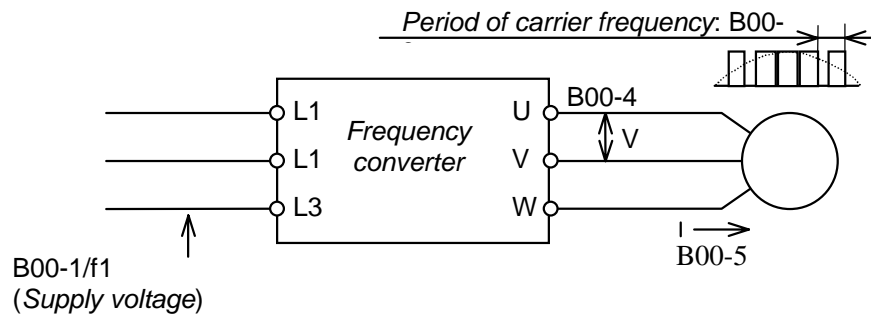 Period of carrier frequency: B00-
L1 U B00-4
Frequency
converter
V
L1 V
L3 W
I
B00-5
B00-1/f1
(Supply voltage)